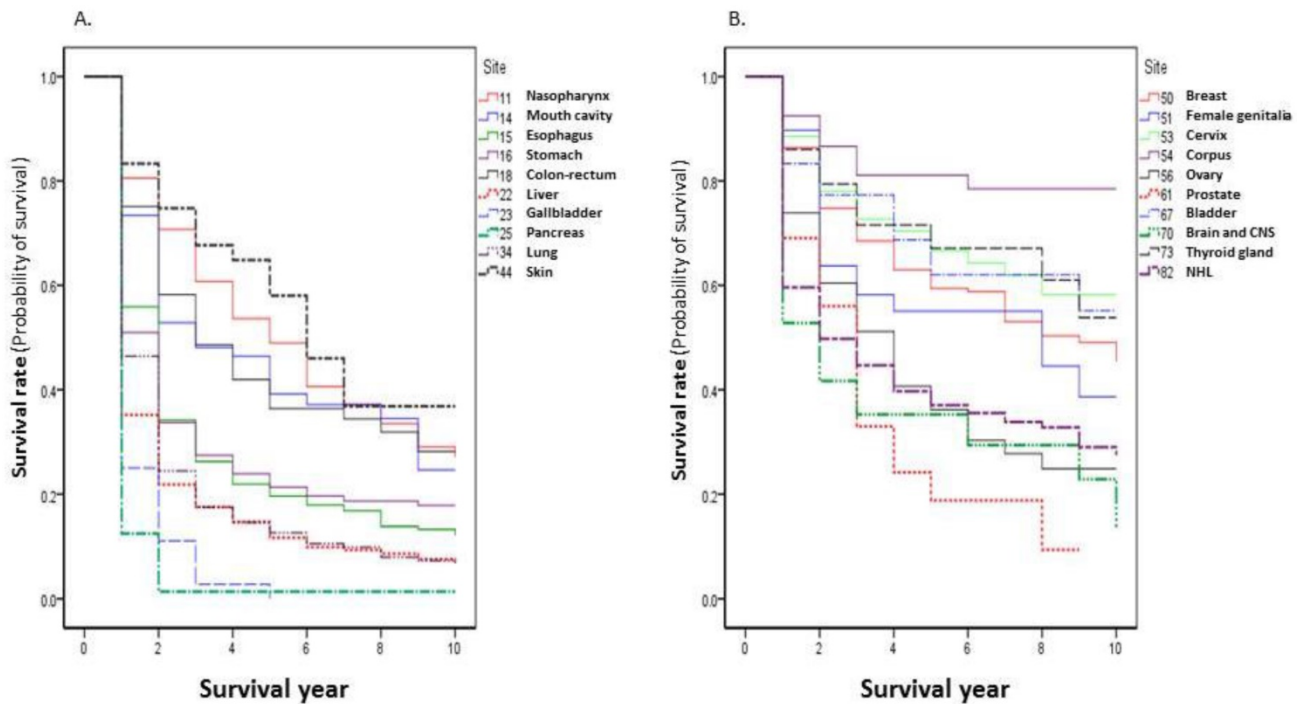 A.
Site
11 Nasopharynx
14 Mouth cavity
15 Esophagus
16 Stomach
18 Colon-rectum
22 Liver
23 Gallbladder
25 Pancreas
34 Lung
44 Skin
1.0
0.8
0.6
0.4
0.2
0.0
Survival rate (Probability of survival)
0 2 4 6 8 10
Survival year
B.
Site
50 Breast
51 Female genitalia
53 Cervix
54 Corpus
56 Ovary
61 Prostate
67 Bladder
70 Brain and CNS
73 Thyroid gland
82 NHL
1.0
0.8
0.6
0.4
0.2
0.0
Survival rate (Probability of survival)
0 2 4 6 8 10
Survival year